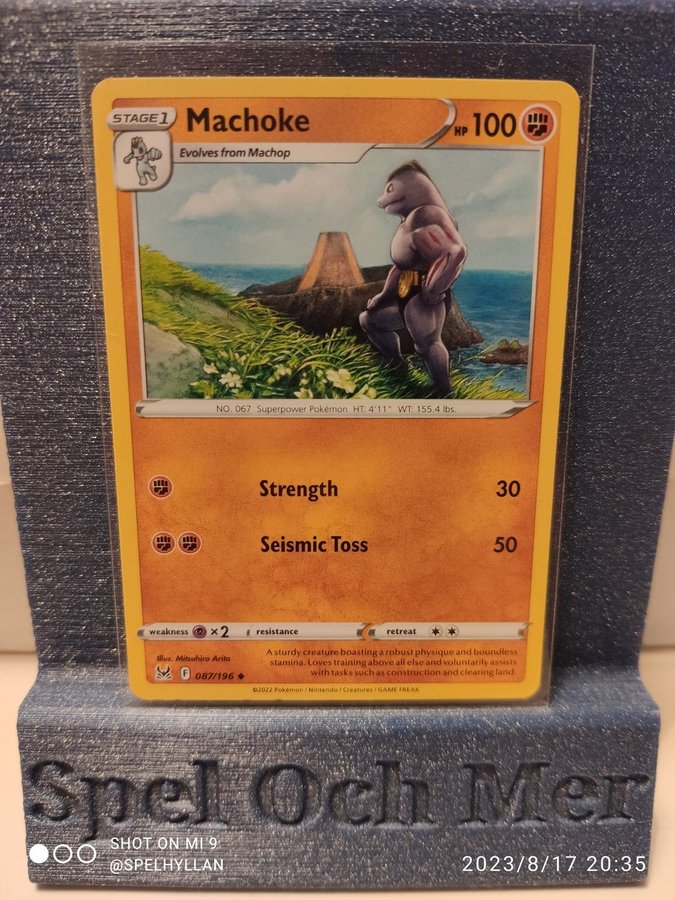 STAGE 1 Machoke HP 100
Evolves from Machop
NO. 067 Superpower Pokémon HT: 4'11" WT: 155.4 lbs.
Strength 30
Seismic Toss 50
weakness ×2 resistance retreat
Illus. Mitsuhiro Arita
A sturdy creature boasting a robust physique and boundless
stamina. Loves training above all else and voluntarily assists
with tasks such as construction and clearing land.
F 087/196
©2022 Pokémon / Nintendo / Creatures / GAME FREAK
Spel Och Mer
SHOT ON MI 9
@SPELHYLLAN
2023/8/17 20:35